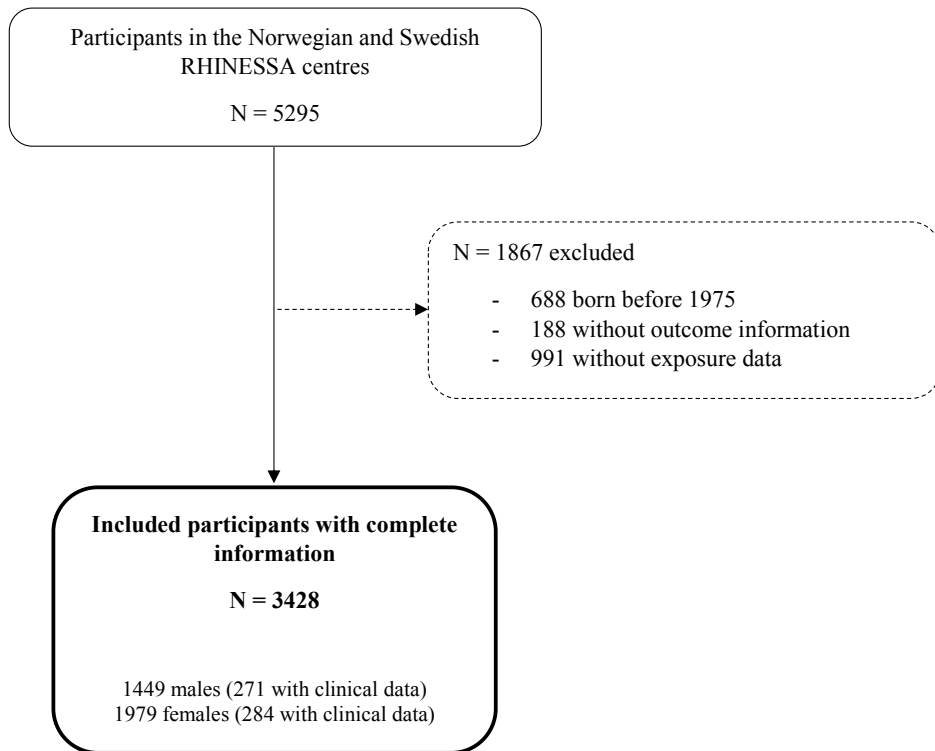 Participants in the Norwegian and Swedish
RHINESSA centres
N = 5295
N = 1867 excluded
- 688 born before 1975
- 188 without outcome information
- 991 without exposure data
Included participants with complete
information
N = 3428
1449 males (271 with clinical data)
1979 females (284 with clinical data)